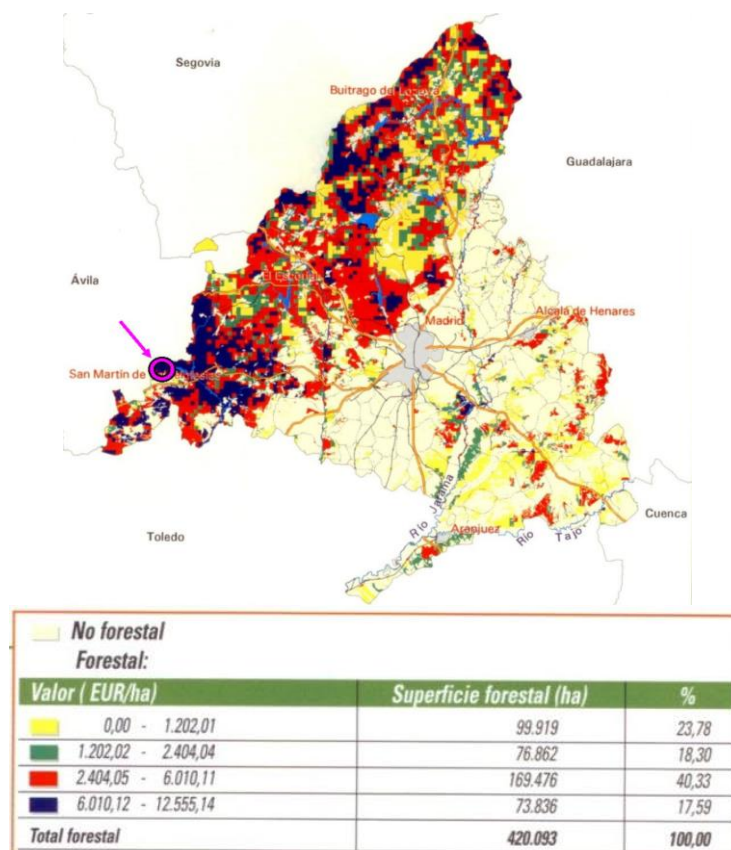 Segovia
Buitrago del Lozoya
Guadalajara
Ávila
El Escorial
Alcalá de Henares
Madrid
San Martín de
Río Jarama
Cuenca
Toledo
Aranjuez
Río Tajo
No forestal
Forestal:
Valor ( EUR/ha) Superficie forestal (ha) %
0,00 - 1.202,01 99.919 23,78
1.202,02 - 2.404,04 76.862 18,30
2.404,05 - 6.010,11 169.476 40,33
6.010,12 - 12.555,14 73.836 17,59
Total forestal 420.093 100,00